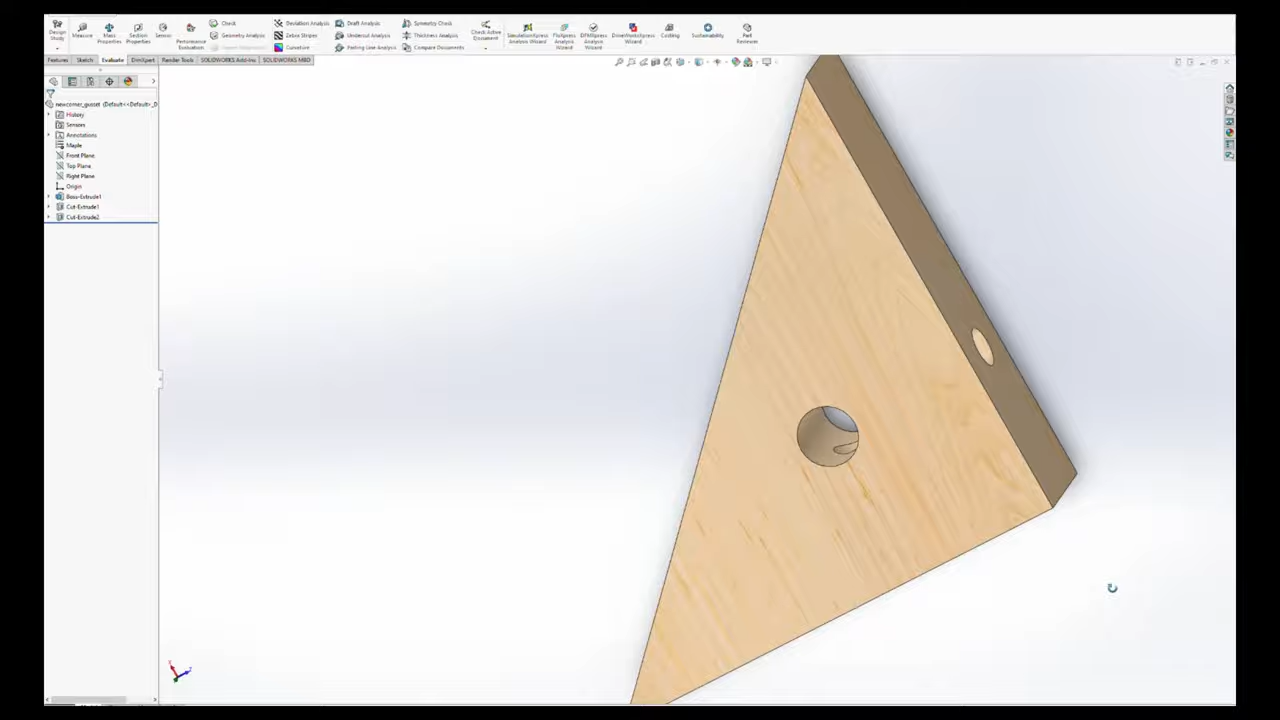 Design Study
Measure
Mass Properties
Section Properties
Sensor
Performance Evaluation
Check
Geometry Analysis
Deviation Analysis
Zebra Stripes
Curvature
Draft Analysis
Undercut Analysis
Parting Line Analysis
Symmetry Check
Thickness Analysis
Compare Documents
Check Active Document
SimulationXpress Analysis Wizard
FloXpress Analysis Wizard
DFMXpress Analysis Wizard
DriveWorksXpress Wizard
Costing
Sustainability
Part Reviewer
Features Sketch Evaluate DimXpert Render Tools SOLIDWORKS Add-Ins SOLIDWORKS MBD
newcorner_gusset (Default<<Default>_D
History
Sensors
Annotations
Maple
Front Plane
Top Plane
Right Plane
Origin
Boss-Extrude1
Cut-Extrude1
Cut-Extrude2